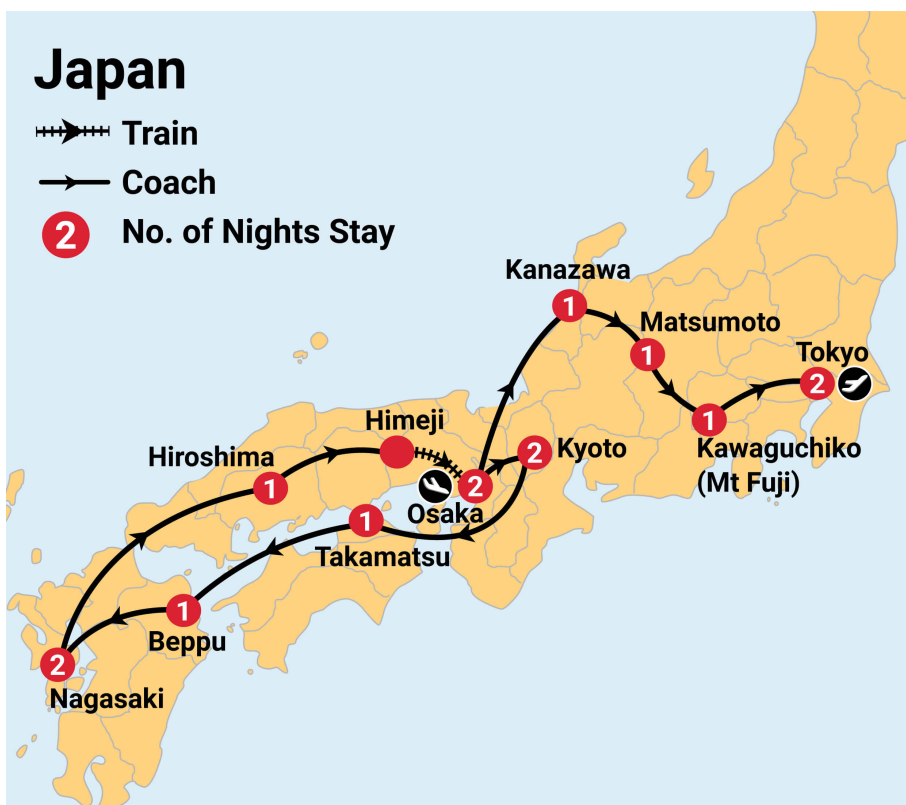 Japan
Train
Coach
2 No. of Nights Stay
Kanazawa
1
Matsumoto
1
Tokyo
2
Himeji
Hiroshima
1
Kyoto
2
Kawaguchiko
(Mt Fuji)
1
Osaka
2
Takamatsu
1
Beppu
1
Nagasaki
2